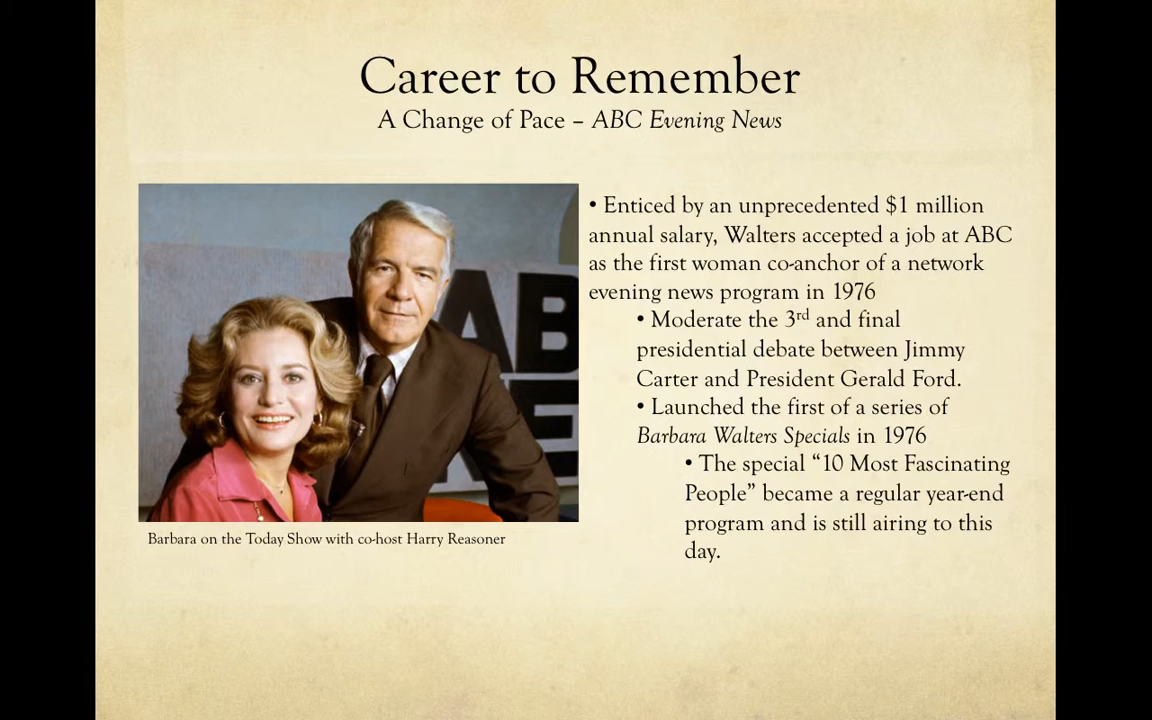 Career to Remember
A Change of Pace – ABC Evening News
• Enticed by an unprecedented $1 million
annual salary, Walters accepted a job at ABC
as the first woman co-anchor of a network
evening news program in 1976
• Moderate the 3rd and final
presidential debate between Jimmy
Carter and President Gerald Ford.
• Launched the first of a series of
Barbara Walters Specials in 1976
• The special “10 Most Fascinating
People” became a regular year-end
program and is still airing to this
day.
AB
E
Barbara on the Today Show with co-host Harry Reasoner